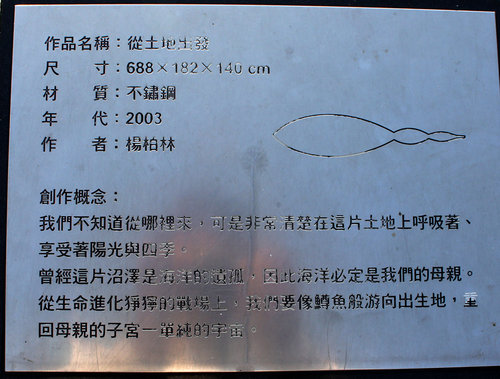 作品名稱：從土地出發
尺　　寸：688×182×140 cm
材　　質：不鏽鋼
年　　代：2003
作　　者：楊柏林
創作概念：
我們不知道從哪裡來，可是非常清楚在這片土地上呼吸著、
享受著陽光與四季。
曾經這片沼澤是海洋的遺孤，因此海洋必定是我們的母親。
從生命進化猙獰的戰場上，我們要像鱒魚般游向出生地，重
回母親的子宮—單純的宇宙。